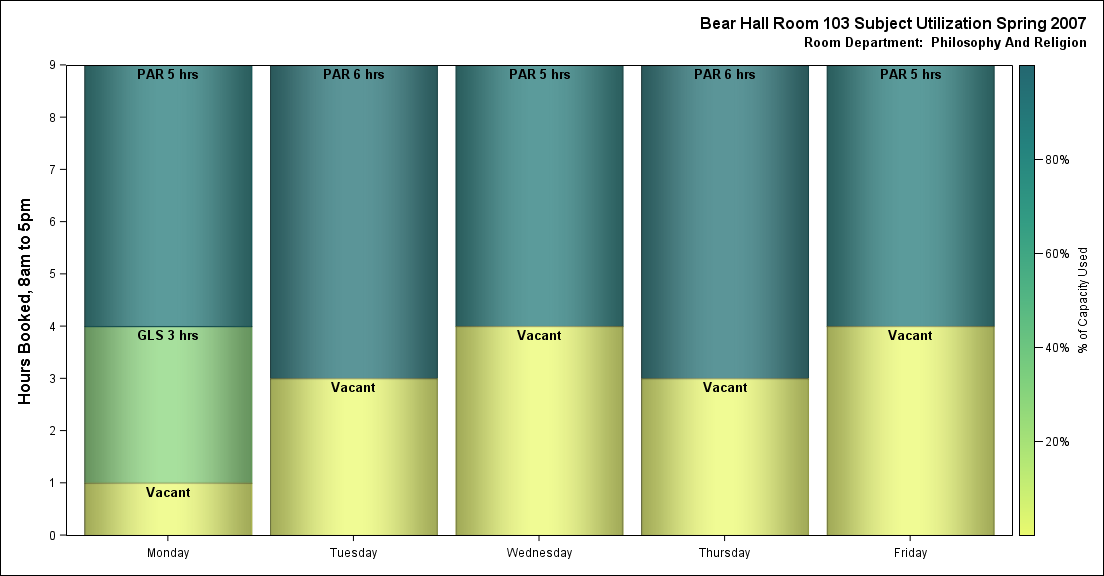 Bear Hall Room 103 Subject Utilization Spring 2007
Room Department:  Philosophy And Religion
Hours Booked, 8am to 5pm
9
8
7
6
5
4
3
2
1
0
PAR 5 hrs
GLS 3 hrs
Vacant
PAR 6 hrs
Vacant
PAR 5 hrs
Vacant
PAR 6 hrs
Vacant
PAR 5 hrs
Vacant
Monday
Tuesday
Wednesday
Thursday
Friday
80%
60%
40%
20%
% of Capacity Used